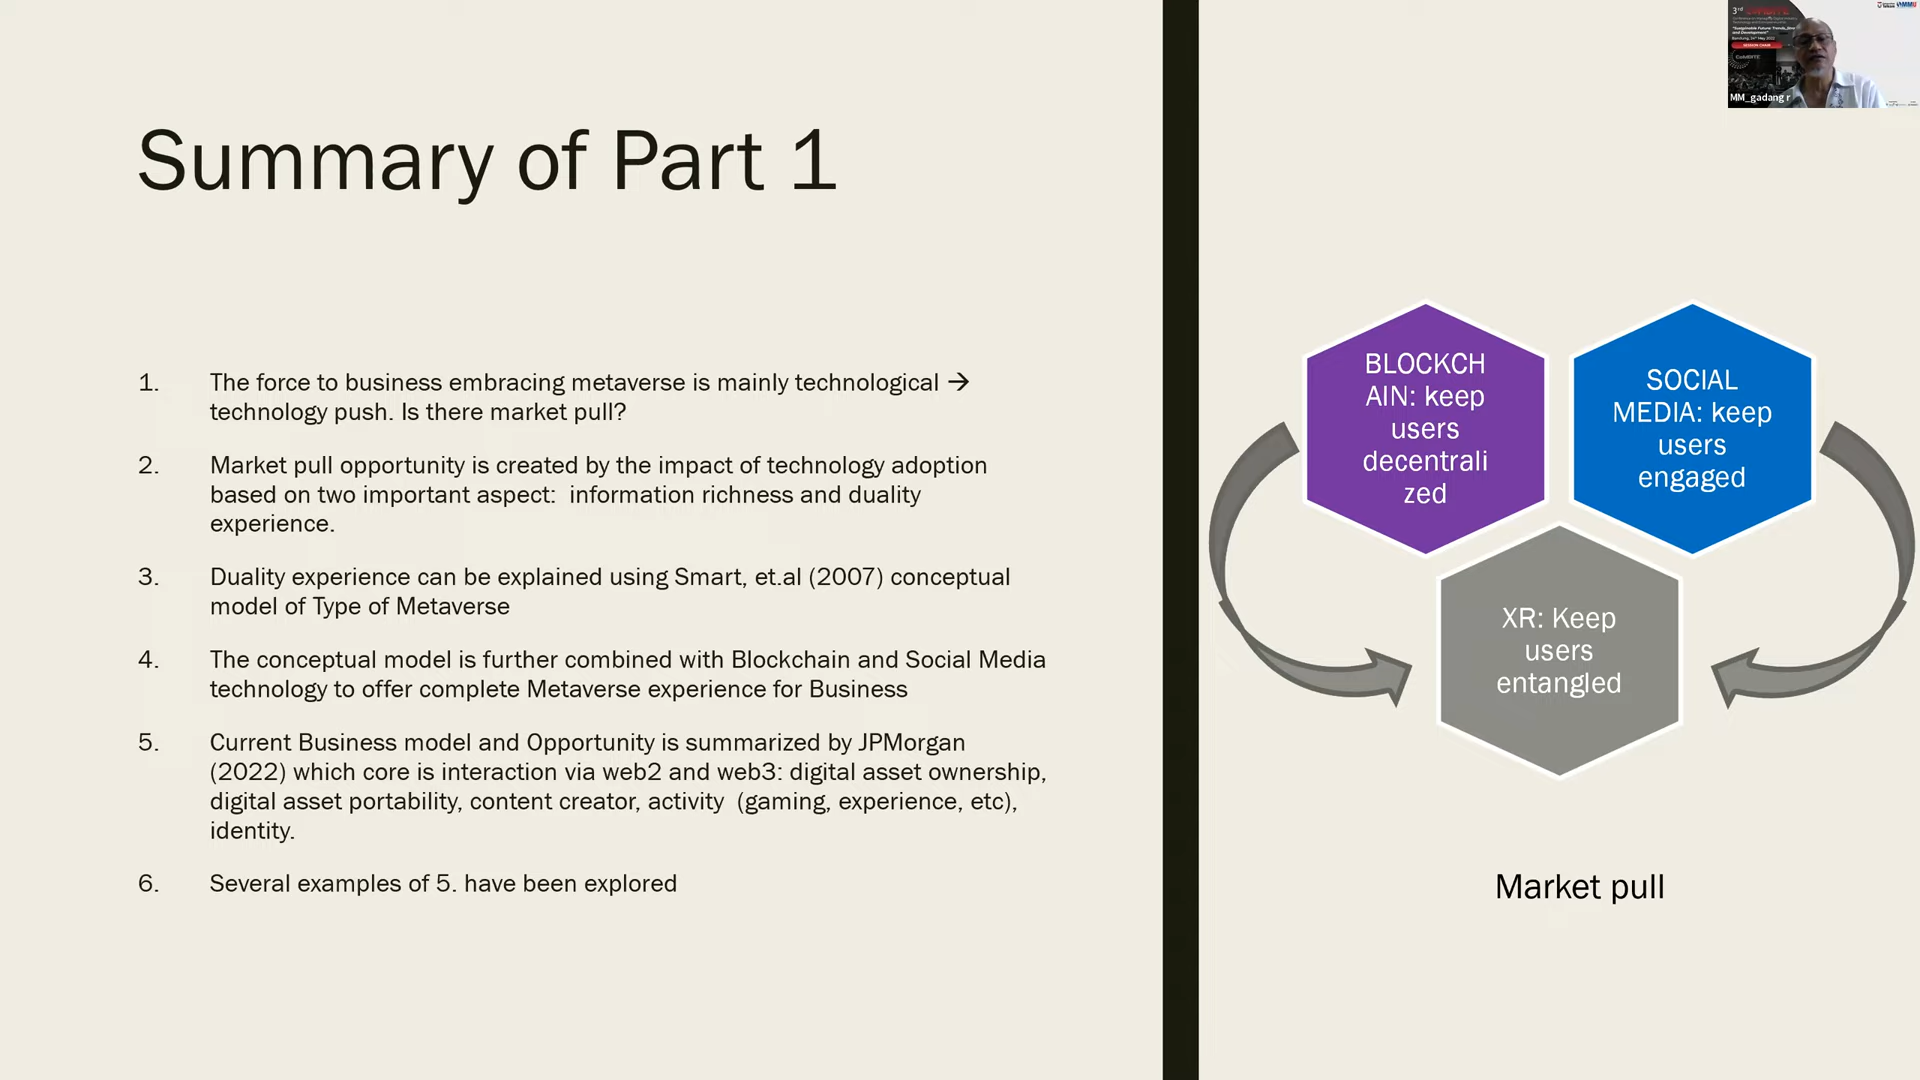 Summary of Part 1
1. The force to business embracing metaverse is mainly technological →
technology push. Is there market pull?
2. Market pull opportunity is created by the impact of technology adoption
based on two important aspect:  information richness and duality
experience.
3. Duality experience can be explained using Smart, et.al (2007) conceptual
model of Type of Metaverse
4. The conceptual model is further combined with Blockchain and Social Media
technology to offer complete Metaverse experience for Business
5. Current Business model and Opportunity is summarized by JPMorgan
(2022) which core is interaction via web2 and web3: digital asset ownership,
digital asset portability, content creator, activity  (gaming, experience, etc),
identity.
6. Several examples of 5. have been explored
BLOCKCH
AIN: keep
users
decentrali
zed
SOCIAL
MEDIA: keep
users
engaged
XR: Keep
users
entangled
Market pull
3rd
SESSION CHAIR
MM_gadang r